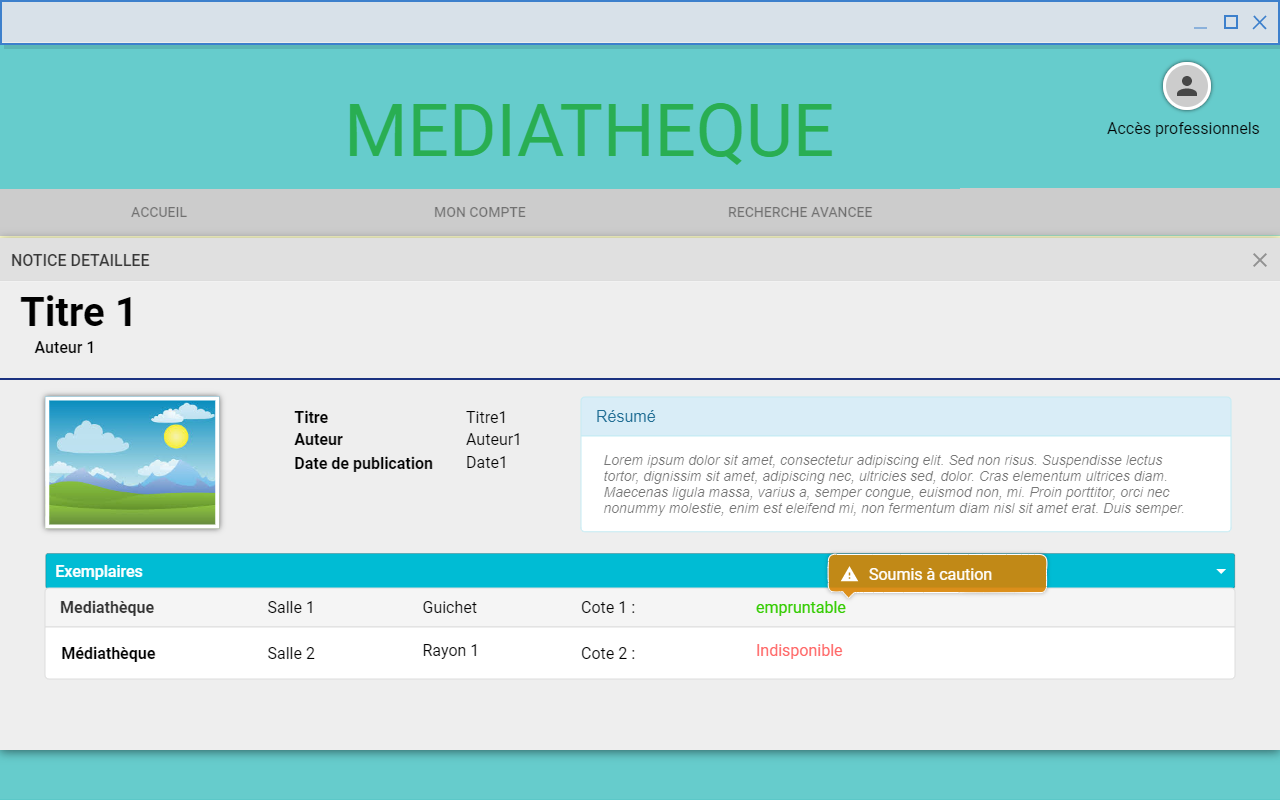 MEDIATHEQUE
Accès professionnels
ACCUEIL
MON COMPTE
RECHERCHE AVANCEE
NOTICE DETAILLEE
Titre 1
Auteur 1
Titre Titre1
Auteur Auteur1
Date de publication Date1
Résumé
Lorem ipsum dolor sit amet, consectetur adipiscing elit. Sed non risus. Suspendisse lectus
tortor, dignissim sit amet, adipiscing nec, ultricies sed, dolor. Cras elementum ultrices diam.
Maecenas ligula massa, varius a, semper congue, euismod non, mi. Proin porttitor, orci nec
nonummy molestie, enim est eleifend mi, non fermentum diam nisl sit amet erat. Duis semper.
Exemplaires
Soumis à caution
Mediathèque Salle 1 Guichet Cote 1 : empruntable
Médiathèque Salle 2 Rayon 1 Cote 2 : Indisponible